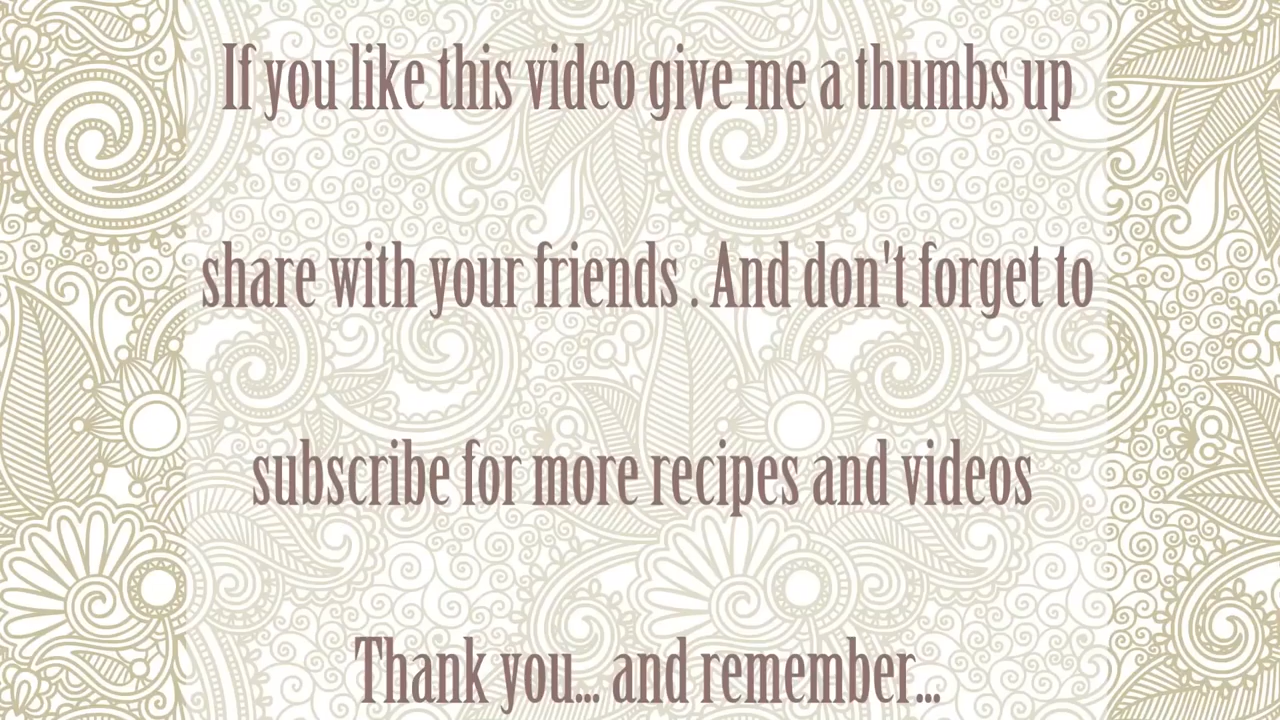 If you like this video give me a thumbs up
share with your friends . And don't forget to
subscribe for more recipes and videos
Thank you... and remember...